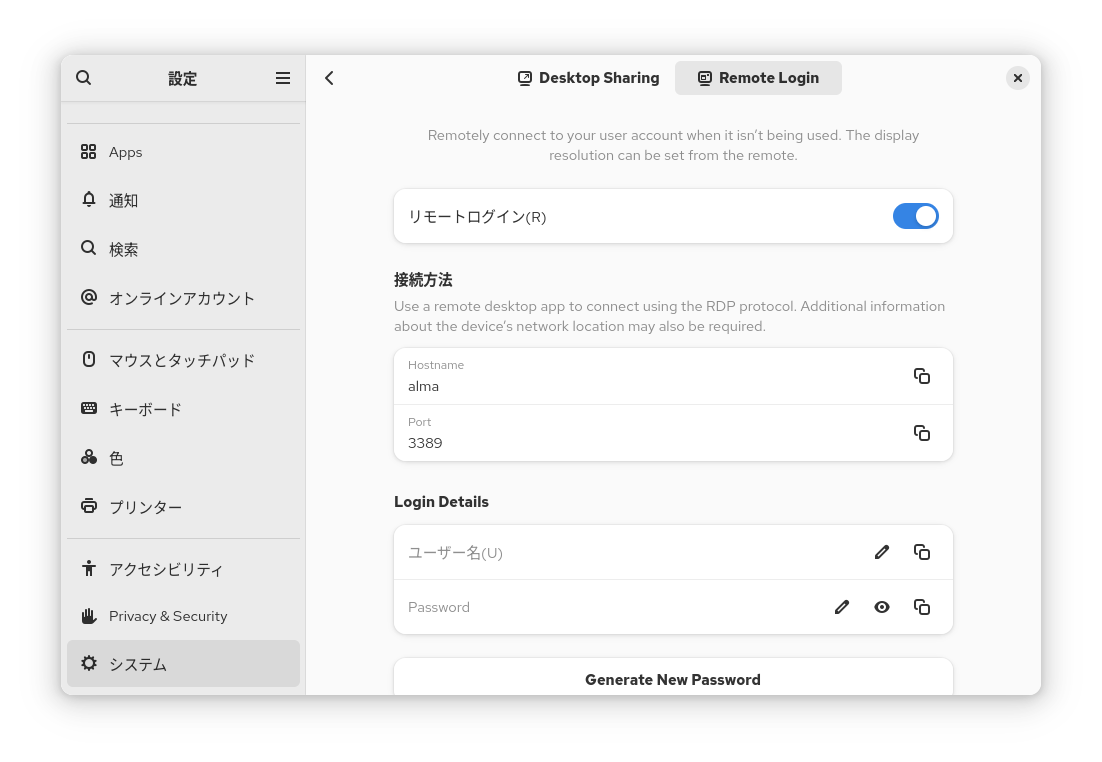 設定
Apps
通知
検索
オンラインアカウント
マウスとタッチパッド
キーボード
色
プリンター
アクセシビリティ
Privacy & Security
システム
Desktop Sharing
Remote Login
Remotely connect to your user account when it isn’t being used. The display
resolution can be set from the remote.
リモートログイン(R)
接続方法
Use a remote desktop app to connect using the RDP protocol. Additional information
about the device’s network location may also be required.
Hostname
alma
Port
3389
Login Details
ユーザー名(U)
Password
Generate New Password